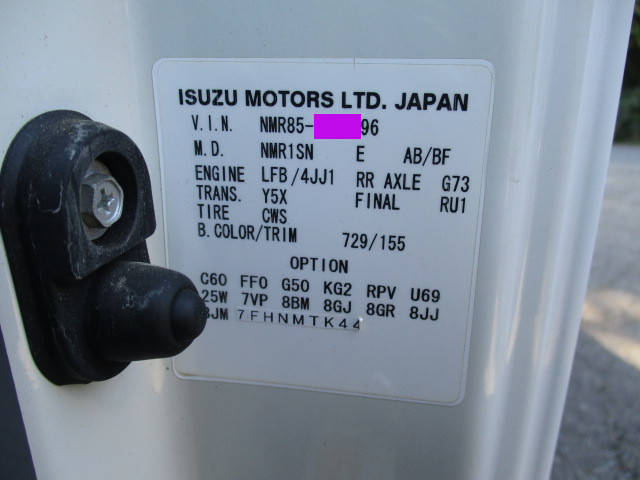 ISUZU MOTORS LTD. JAPAN
V.I.N. NMR85- 96
M.D. NMR1SN E AB/BF
ENGINE LFB/4JJ1 RR AXLE G73
TRANS. Y5X FINAL RU1
TIRE CWS
B.COLOR/TRIM 729/155
OPTION
C60 FF0 G50 KG2 RPV U69
25W 7VP 8BM 8GJ 8GR 8JJ
7FHNMTK44